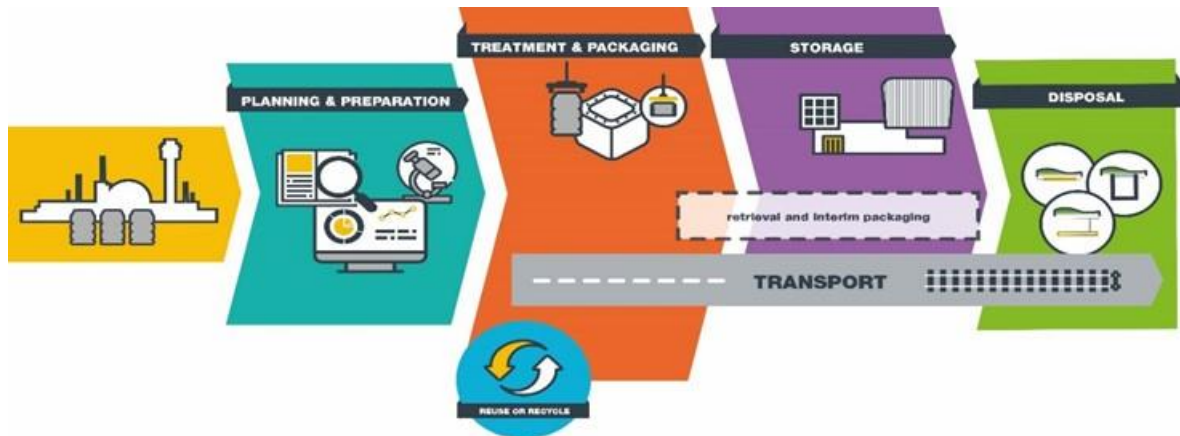 PLANNING & PREPARATION
TREATMENT & PACKAGING
STORAGE
DISPOSAL
retrieval and interim packaging
TRANSPORT
REUSE OR RECYCLE